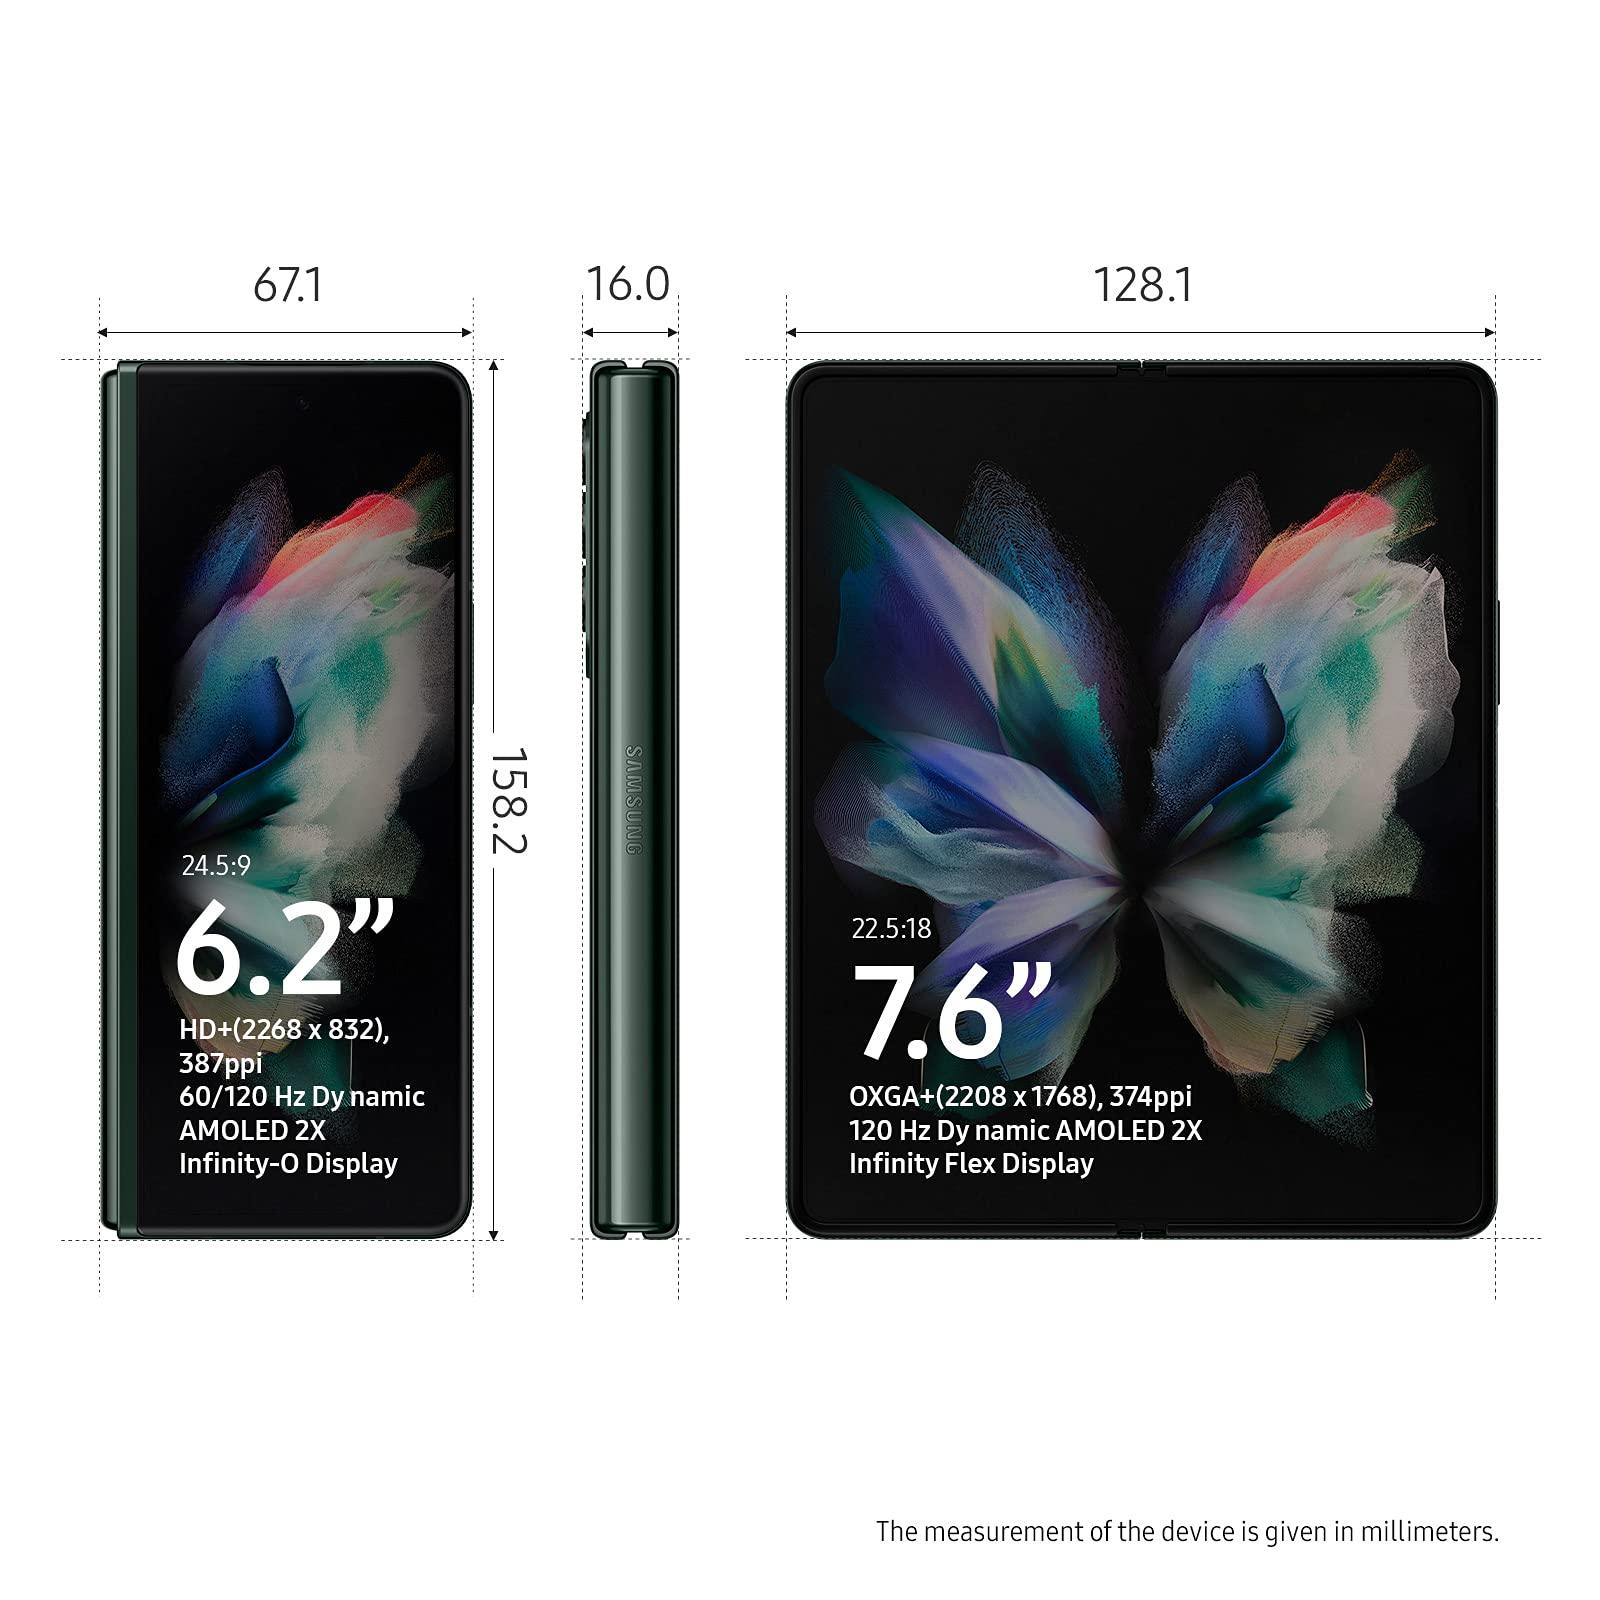 67.1
16.0
128.1
158.2
SAMSUNG
24.5:9
6.2”
HD+(2268 x 832),
387ppi
60/120 Hz Dy namic
AMOLED 2X
Infinity-O Display
22.5:18
7.6”
OXGA+(2208 x 1768), 374ppi
120 Hz Dy namic AMOLED 2X
Infinity Flex Display
The measurement of the device is given in millimeters.